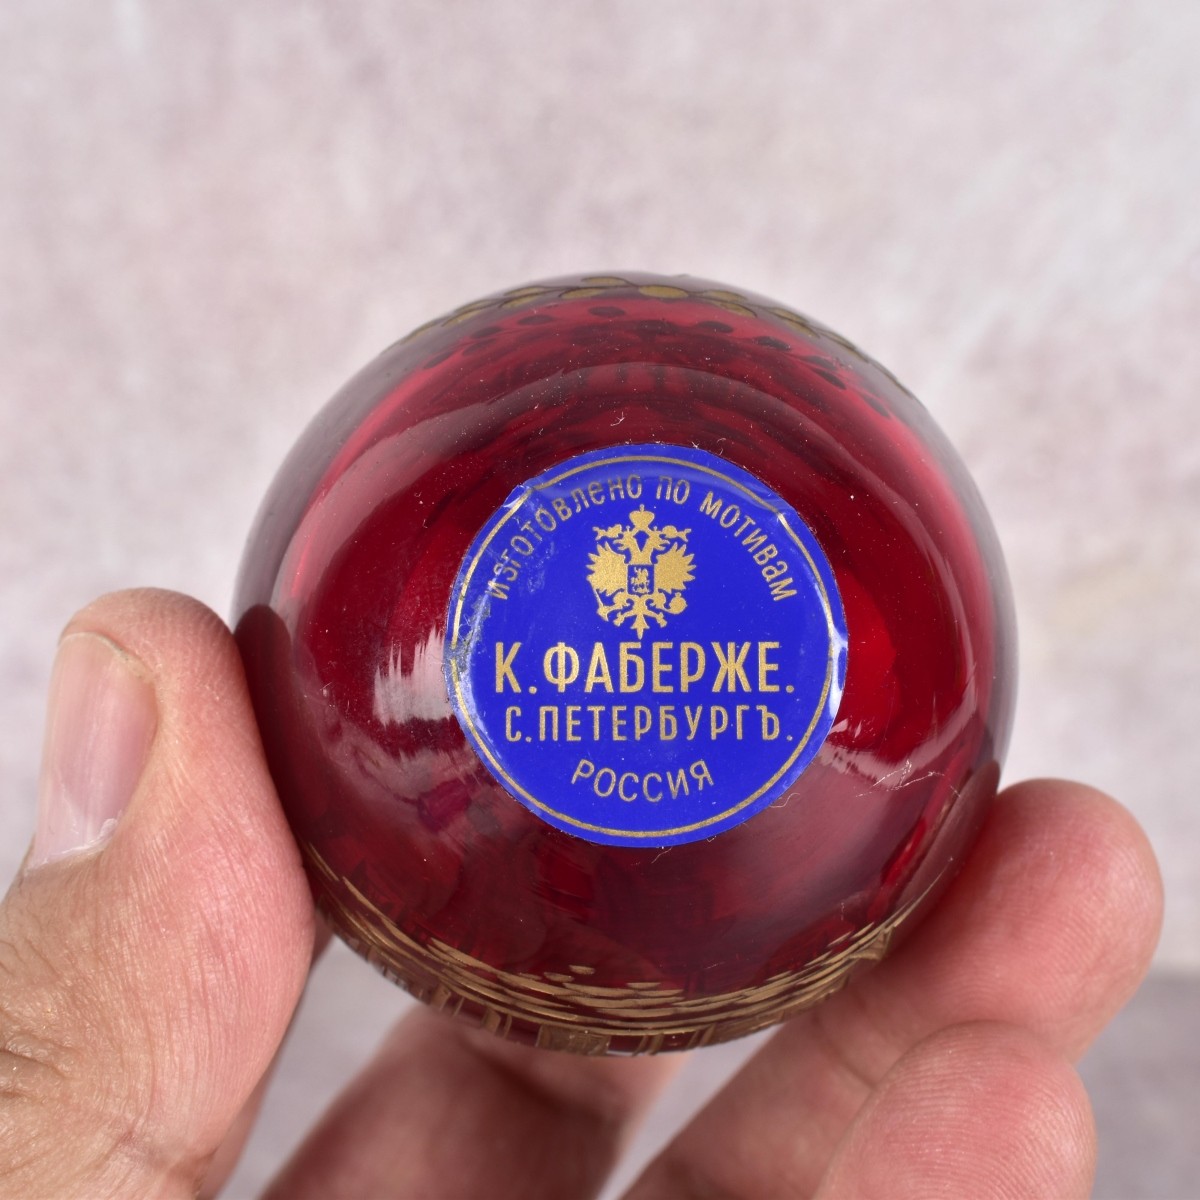 изготовлено по мотивам
К. ФАБЕРЖЕ.
С. ПЕТЕРБУРГЪ.
РОССИЯ